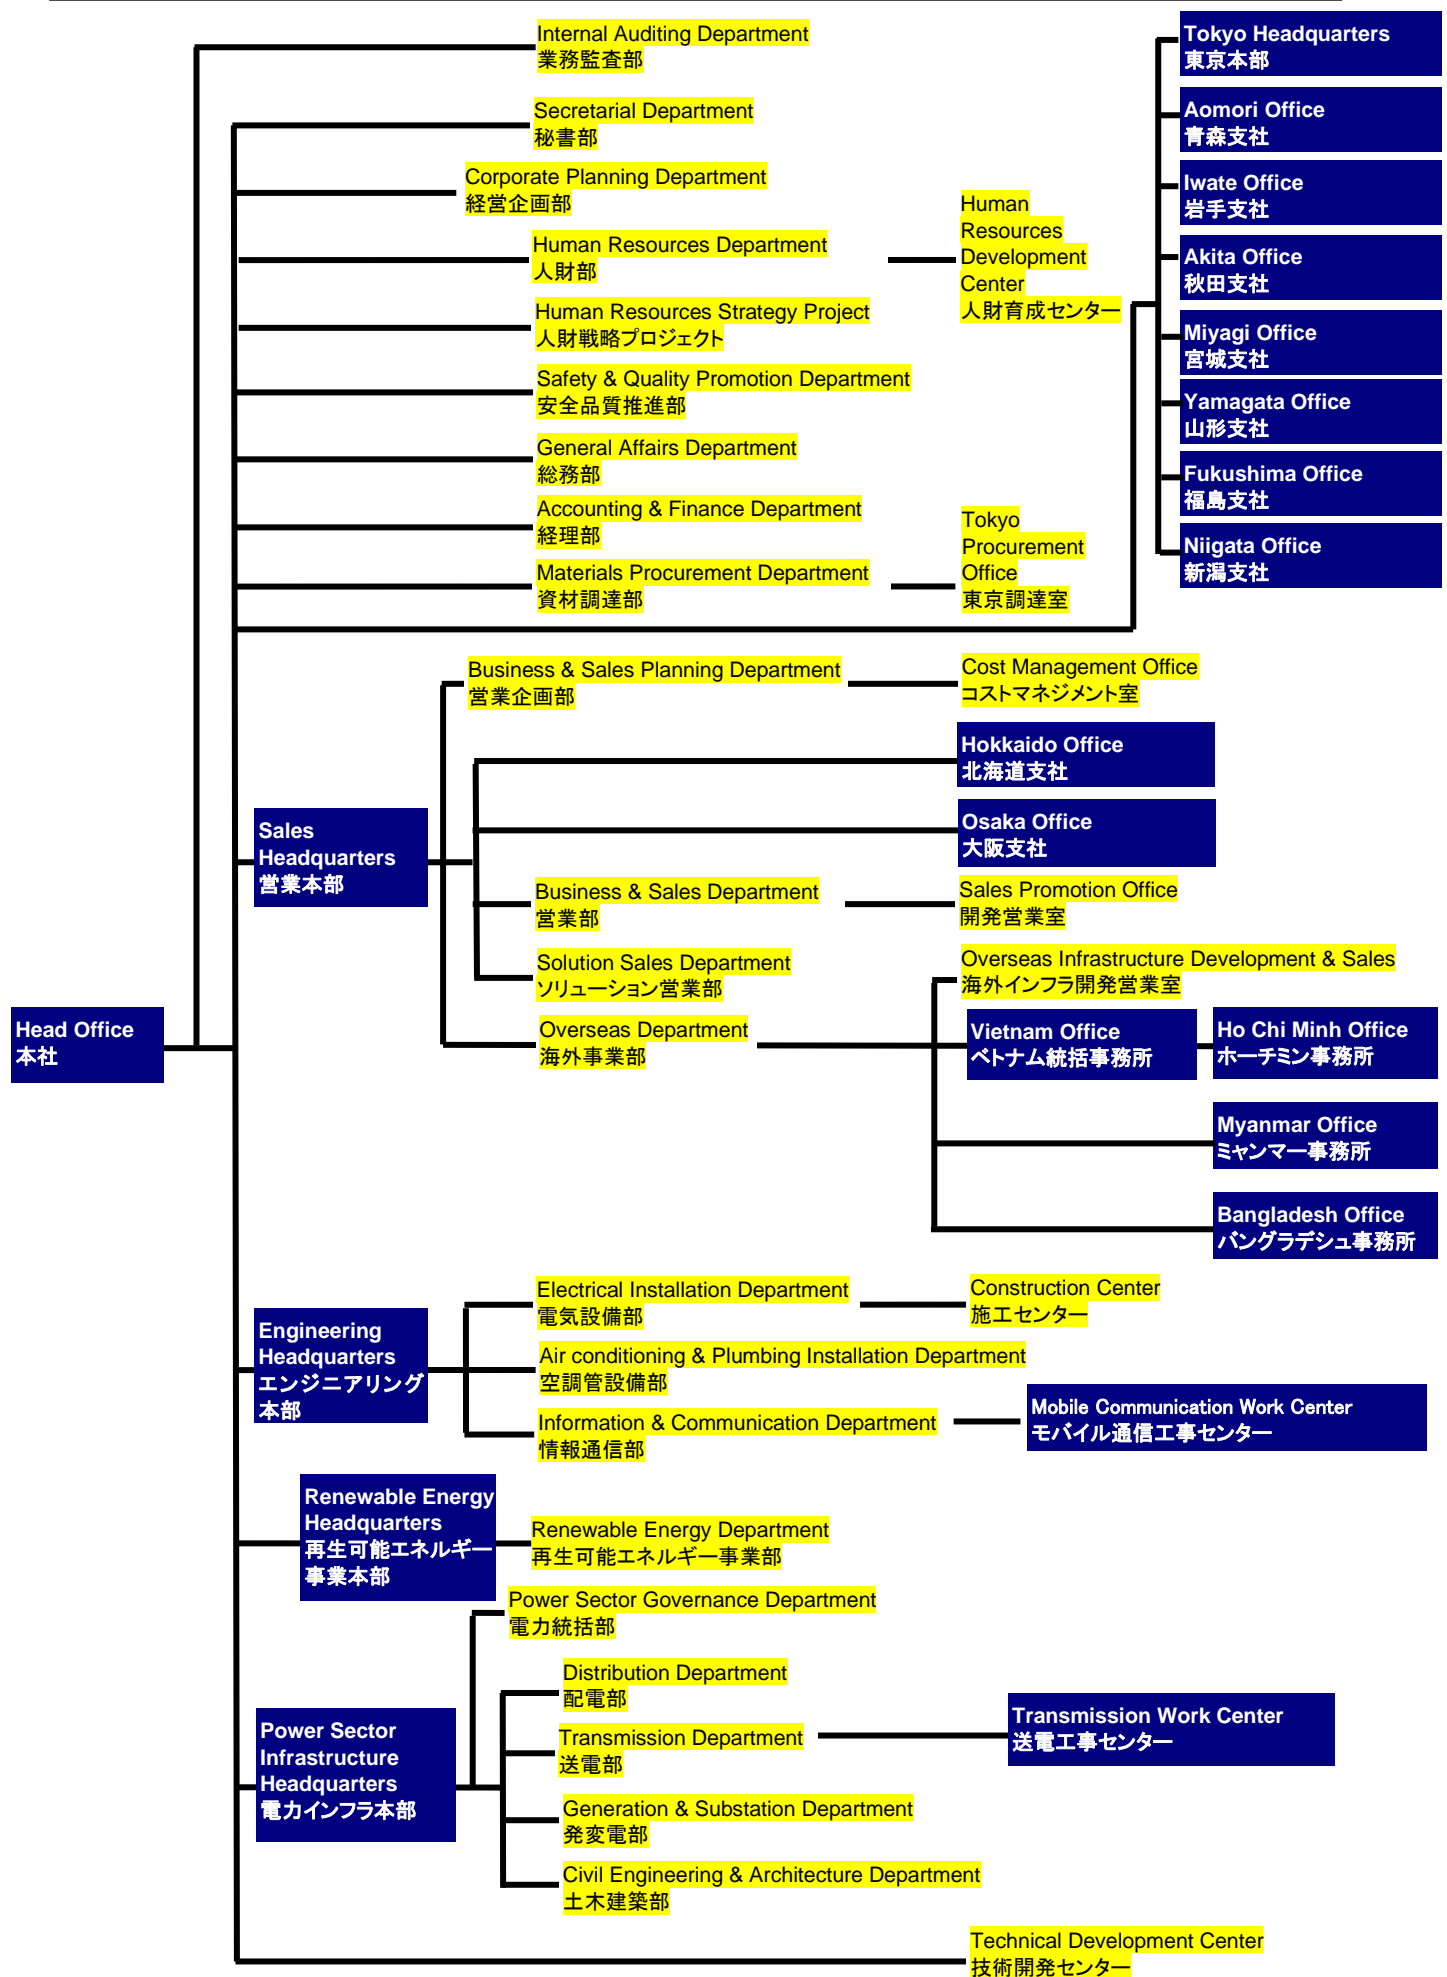 Internal Auditing Department
業務監査部
Secretarial Department
秘書部
Corporate Planning Department
経営企画部
Human Resources Department
人財部
Human
Resources
Development
Center
人財育成センター
Human Resources Strategy Project
人財戦略プロジェクト
Safety & Quality Promotion Department
安全品質推進部
General Affairs Department
総務部
Accounting & Finance Department
経理部
Materials Procurement Department
資材調達部
Tokyo
Procurement
Office
東京調達室
Tokyo Headquarters
東京本部
Aomori Office
青森支社
Iwate Office
岩手支社
Akita Office
秋田支社
Miyagi Office
宮城支社
Yamagata Office
山形支社
Fukushima Office
福島支社
Niigata Office
新潟支社
Business & Sales Planning Department
営業企画部
Cost Management Office
コストマネジメント室
Hokkaido Office
北海道支社
Osaka Office
大阪支社
Sales
Headquarters
営業本部
Business & Sales Department
営業部
Sales Promotion Office
開発営業室
Solution Sales Department
ソリューション営業部
Overseas Infrastructure Development & Sales
海外インフラ開発営業室
Head Office
本社
Overseas Department
海外事業部
Vietnam Office
ベトナム統括事務所
Ho Chi Minh Office
ホーチミン事務所
Myanmar Office
ミャンマー事務所
Bangladesh Office
バングラデシュ事務所
Engineering
Headquarters
エンジニアリング
本部
Electrical Installation Department
電気設備部
Construction Center
施工センター
Air conditioning & Plumbing Installation Department
空調管設備部
Information & Communication Department
情報通信部
Mobile Communication Work Center
モバイル通信工事センター
Renewable Energy
Headquarters
再生可能エネルギー
事業本部
Renewable Energy Department
再生可能エネルギー事業部
Power Sector Governance Department
電力統括部
Power Sector
Infrastructure
Headquarters
電力インフラ本部
Distribution Department
配電部
Transmission Department
送電部
Transmission Work Center
送電工事センター
Generation & Substation Department
発変電部
Civil Engineering & Architecture Department
土木建築部
Technical Development Center
技術開発センター